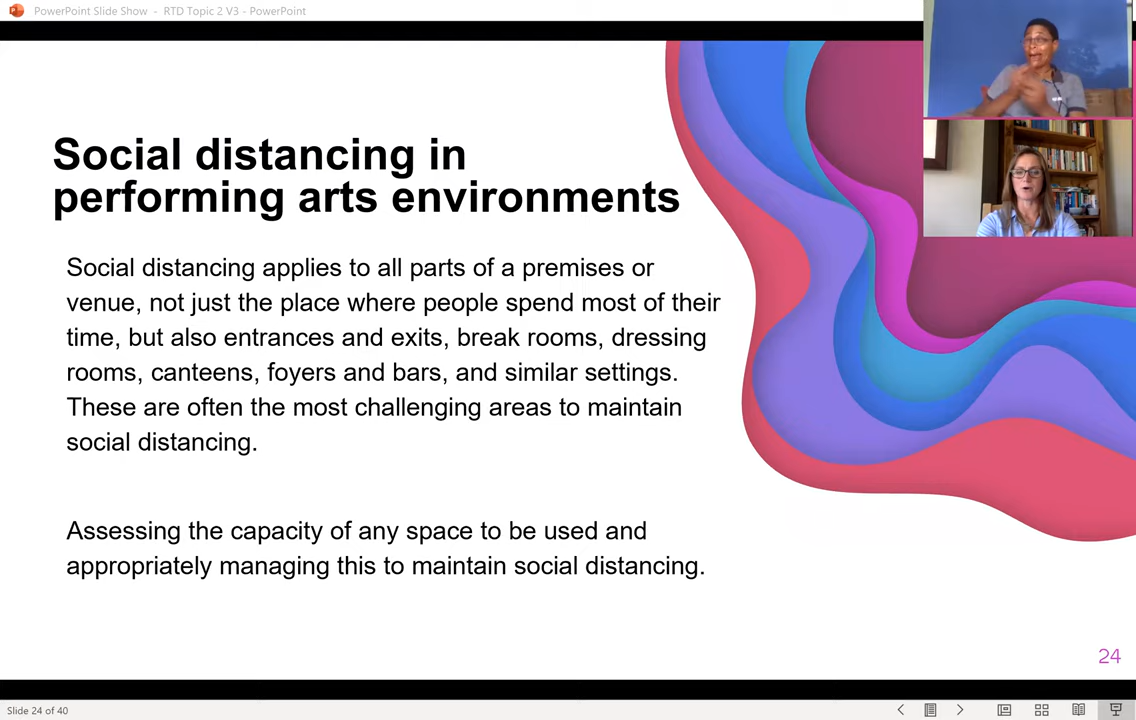 PowerPoint Slide Show - RTD Topic 2 V3 - PowerPoint
Social distancing in
performing arts environments
Social distancing applies to all parts of a premises or
venue, not just the place where people spend most of their
time, but also entrances and exits, break rooms, dressing
rooms, canteens, foyers and bars, and similar settings.
These are often the most challenging areas to maintain
social distancing.
Assessing the capacity of any space to be used and
appropriately managing this to maintain social distancing.
24
Slide 24 of 40